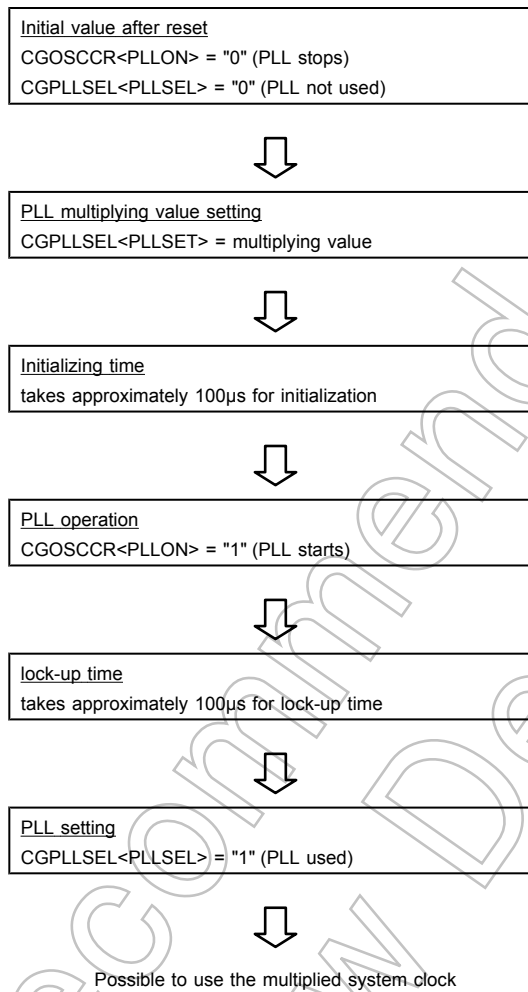 Initial value after reset
CGOSCCR<PLLON> = "0" (PLL stops)
CGPLLSEL<PLLSEL> = "0" (PLL not used)
PLL multiplying value setting
CGPLLSEL<PLLSET> = multiplying value
Initializing time
takes approximately 100μs for initialization
PLL operation
CGOSCCR<PLLON> = "1" (PLL starts)
lock-up time
takes approximately 100μs for lock-up time
PLL setting
CGPLLSEL<PLLSEL> = "1" (PLL used)
Possible to use the multiplied system clock